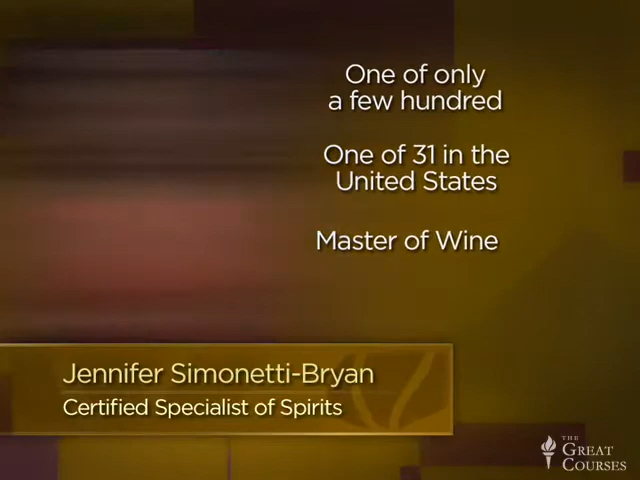 One of only
a few hundred
One of 31 in the
United States
Master of Wine
Jennifer Simonetti-Bryan
Certified Specialist of Spirits
THE
GREAT
COURSES